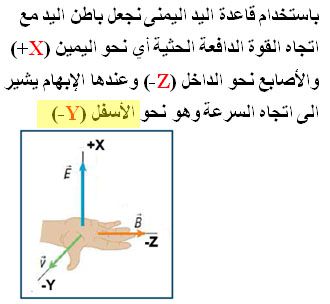 باستخدام قاعدة اليد اليمنى نجعل باطن اليد مع
اتجاه القوة الدافعة الحثية أي نحو اليمين (X+)
والأصابع نحو الداخل (Z-) وعندها الإبهام يشير
الى اتجاه السرعة وهو نحو الأسفل (Y-)
+X
E
B
-Z
v
-Y